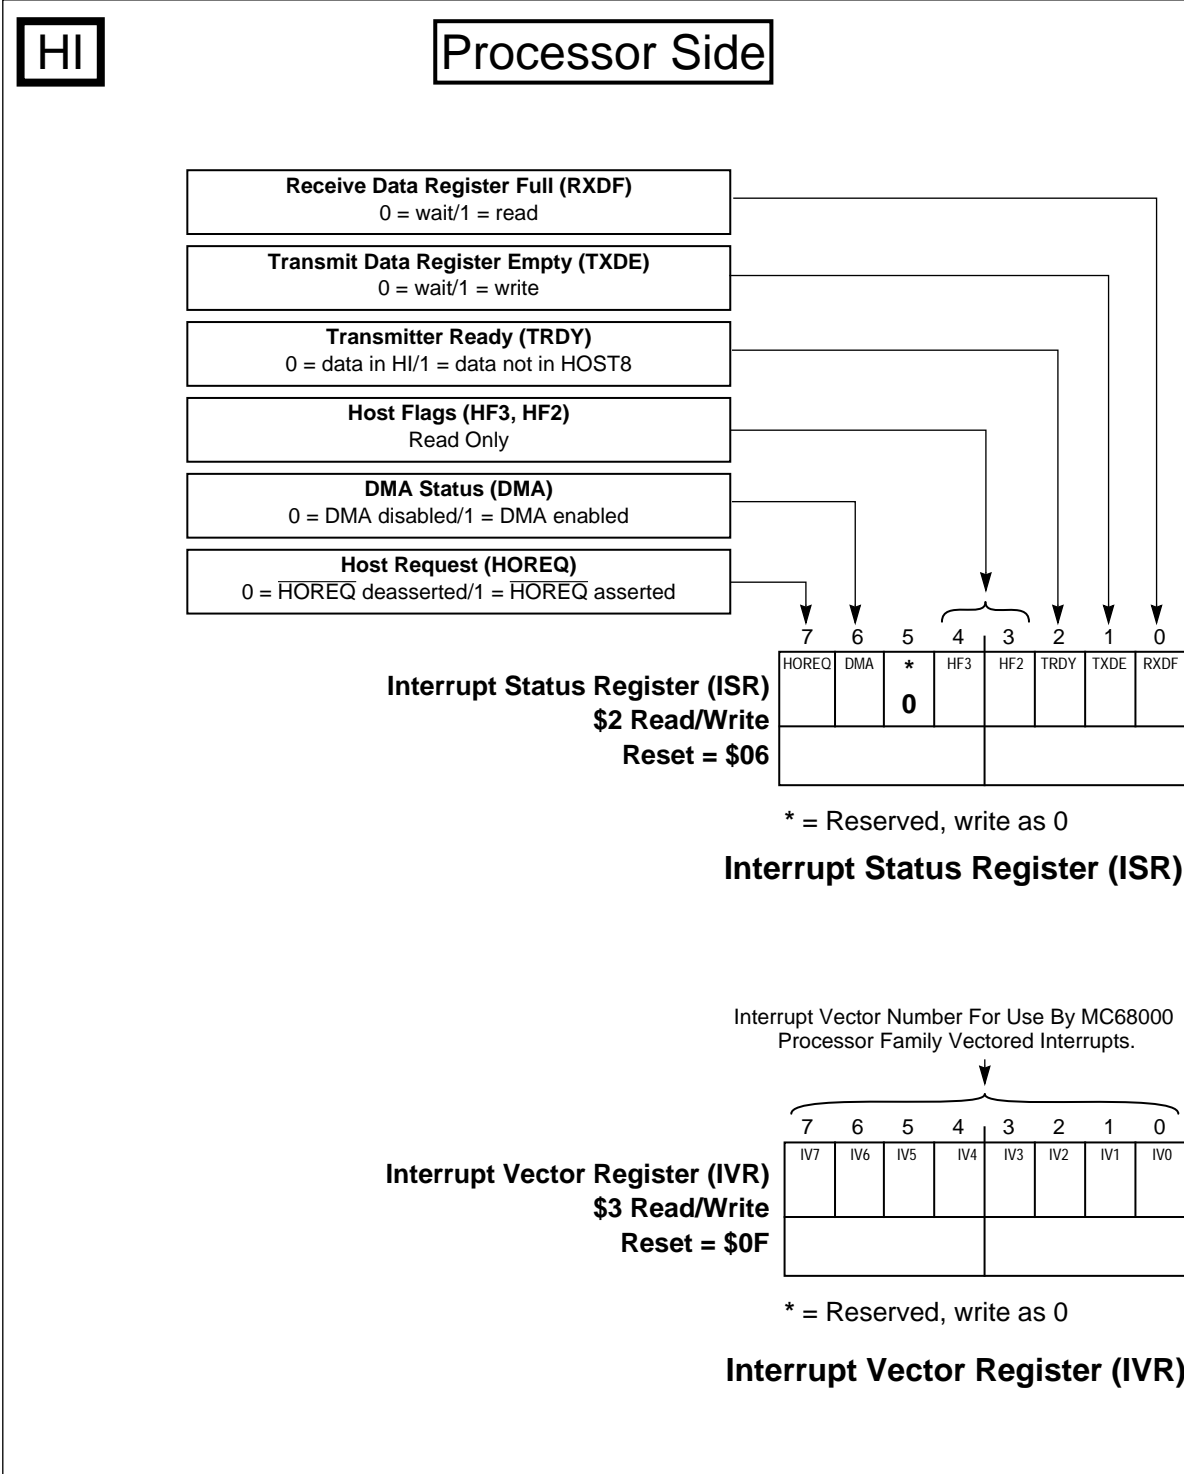 HI
Processor Side
Receive Data Register Full (RXDF)
0 = wait/1 = read
Transmit Data Register Empty (TXDE)
0 = wait/1 = write
Transmitter Ready (TRDY)
0 = data in HI/1 = data not in HOST8
Host Flags (HF3, HF2)
Read Only
DMA Status (DMA)
0 = DMA disabled/1 = DMA enabled
Host Request (HOREQ)
0 = HOREQ deasserted/1 = HOREQ asserted
7 6 5 4 3 2 1 0
HOREQ DMA * HF3 HF2 TRDY TXDE RXDF
0
Interrupt Status Register (ISR)
$2 Read/Write
Reset = $06
* = Reserved, write as 0
Interrupt Status Register (ISR)
Interrupt Vector Number For Use By MC68000
Processor Family Vectored Interrupts.
7 6 5 4 3 2 1 0
IV7 IV6 IV5 IV4 IV3 IV2 IV1 IV0
Interrupt Vector Register (IVR)
$3 Read/Write
Reset = $0F
* = Reserved, write as 0
Interrupt Vector Register (IVR)